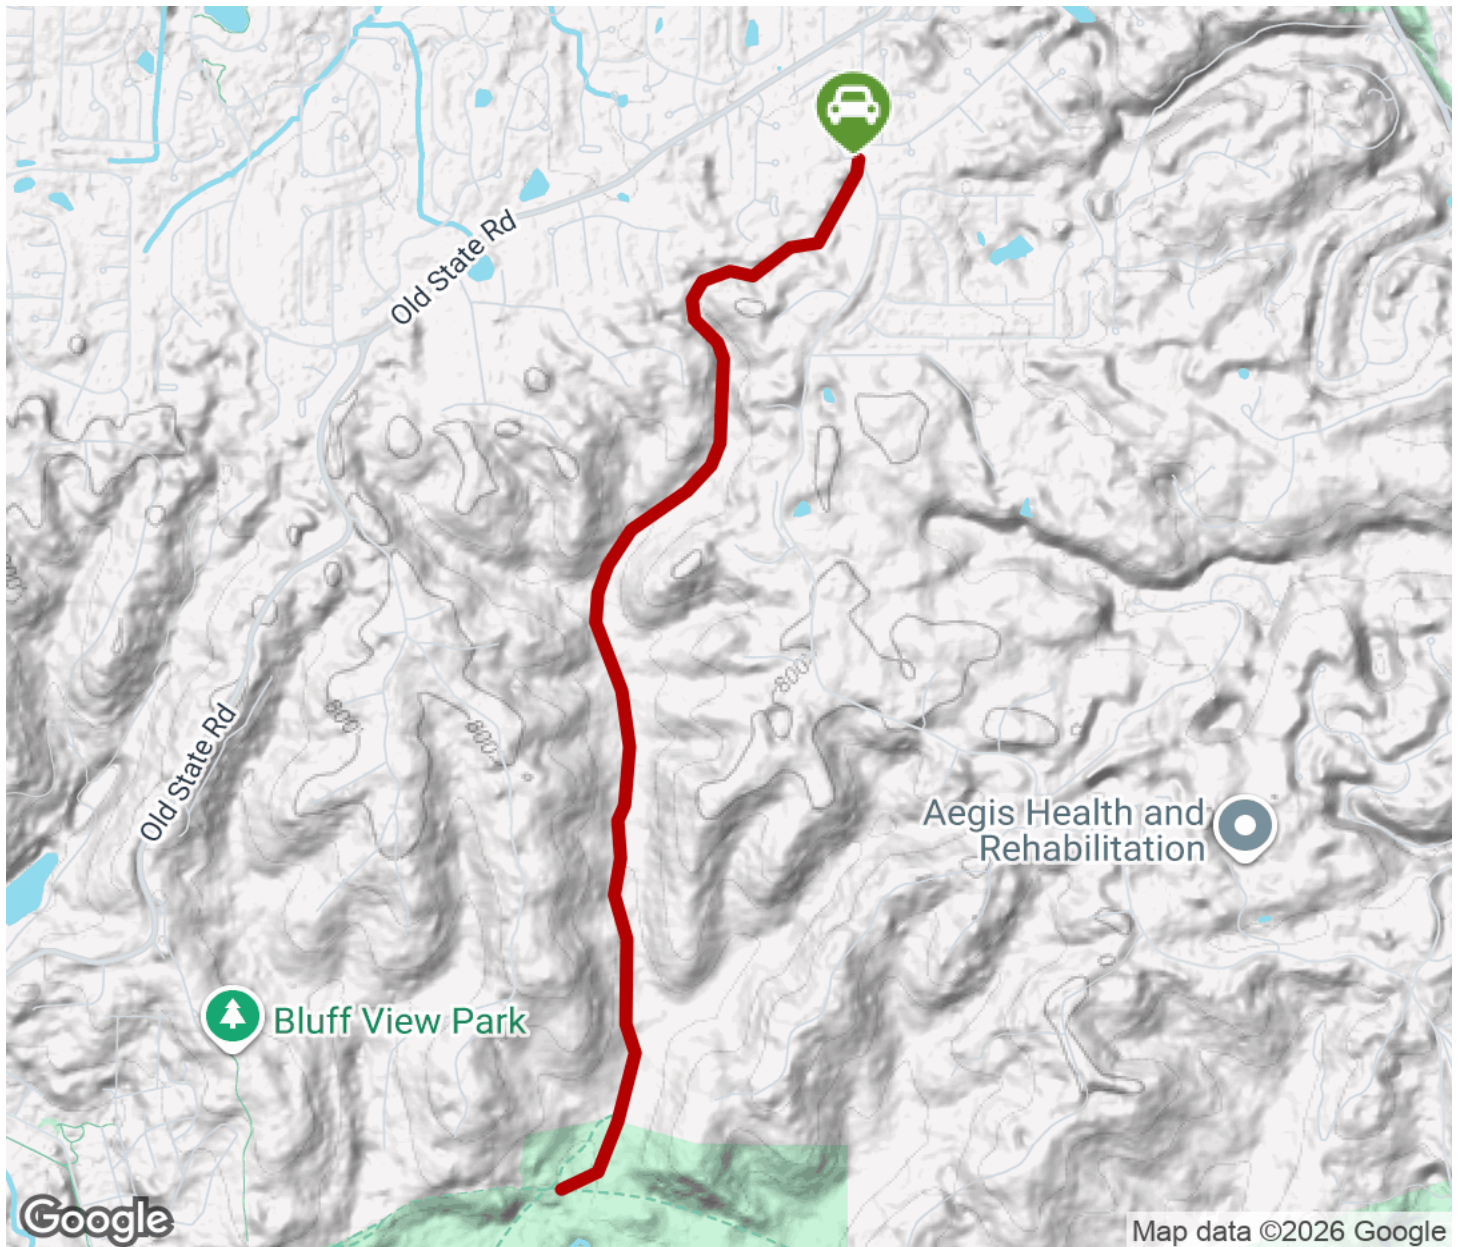 Old State Rd
800
800
800
800
Old State Rd
Aegis Health and
Rehabilitation
Bluff View Park
Google
Map data ©2026 Google